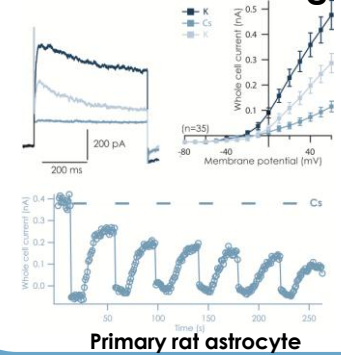 K
Cs
K
Whole cell current (nA)
0.5
0.4
0.3
0.2
0.1
(n=35)
-80 -40 0 40
Membrane potential (mV)
200 pA
200 ms
Whole cell current (nA)
0.4
0.3
0.2
0.1
0.0
Cs
50 100 150 200 250
Time (s)
Primary rat astrocyte